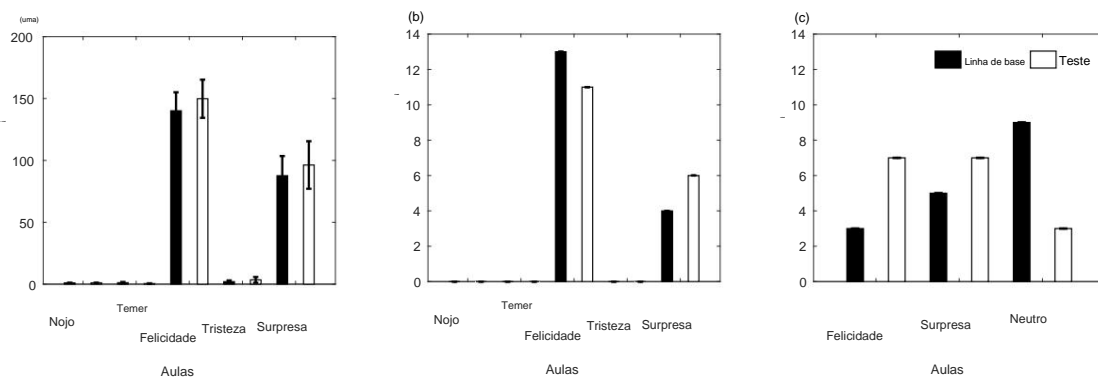 (uma)
200
150
100
50
0
Nojo
Temer
Felicidade
Tristeza
Surpresa
Aulas
(b)
14
12
10
8
6
4
2
0
Nojo
Temer
Felicidade
Tristeza
Surpresa
Aulas
(c)
14
12
10
8
6
4
2
0
Linha de base
Teste
Felicidade
Surpresa
Neutro
Aulas